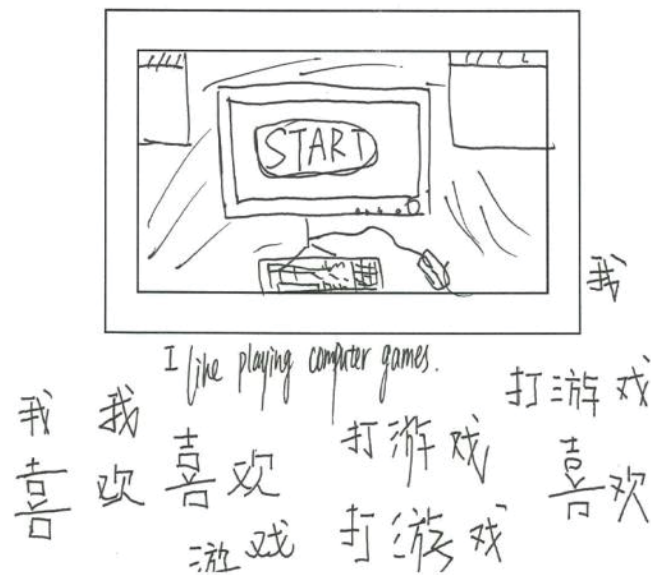 START
我
I like playing computer games.
打游戏
我 我
打游戏
喜欢 喜欢
喜欢
游戏
打游戏